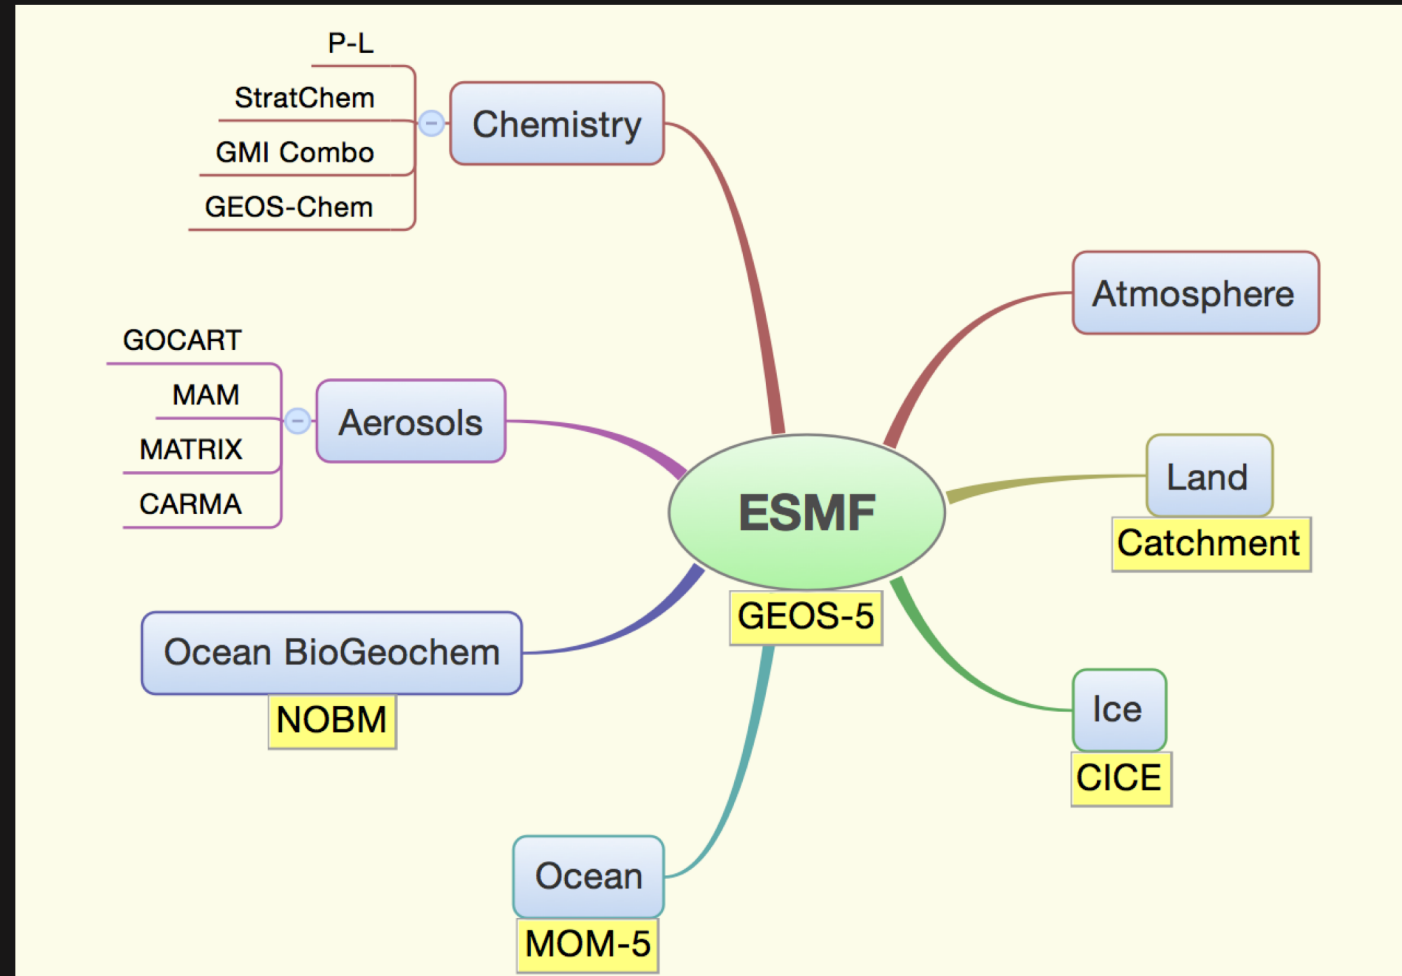 P-L
StratChem
GMI Combo
GEOS-Chem
Chemistry
Atmosphere
GOCART
MAM
MATRIX
CARMA
Aerosols
ESMF
GEOS-5
Land
Catchment
Ocean BioGeochem
NOBM
Ice
CICE
Ocean
MOM-5